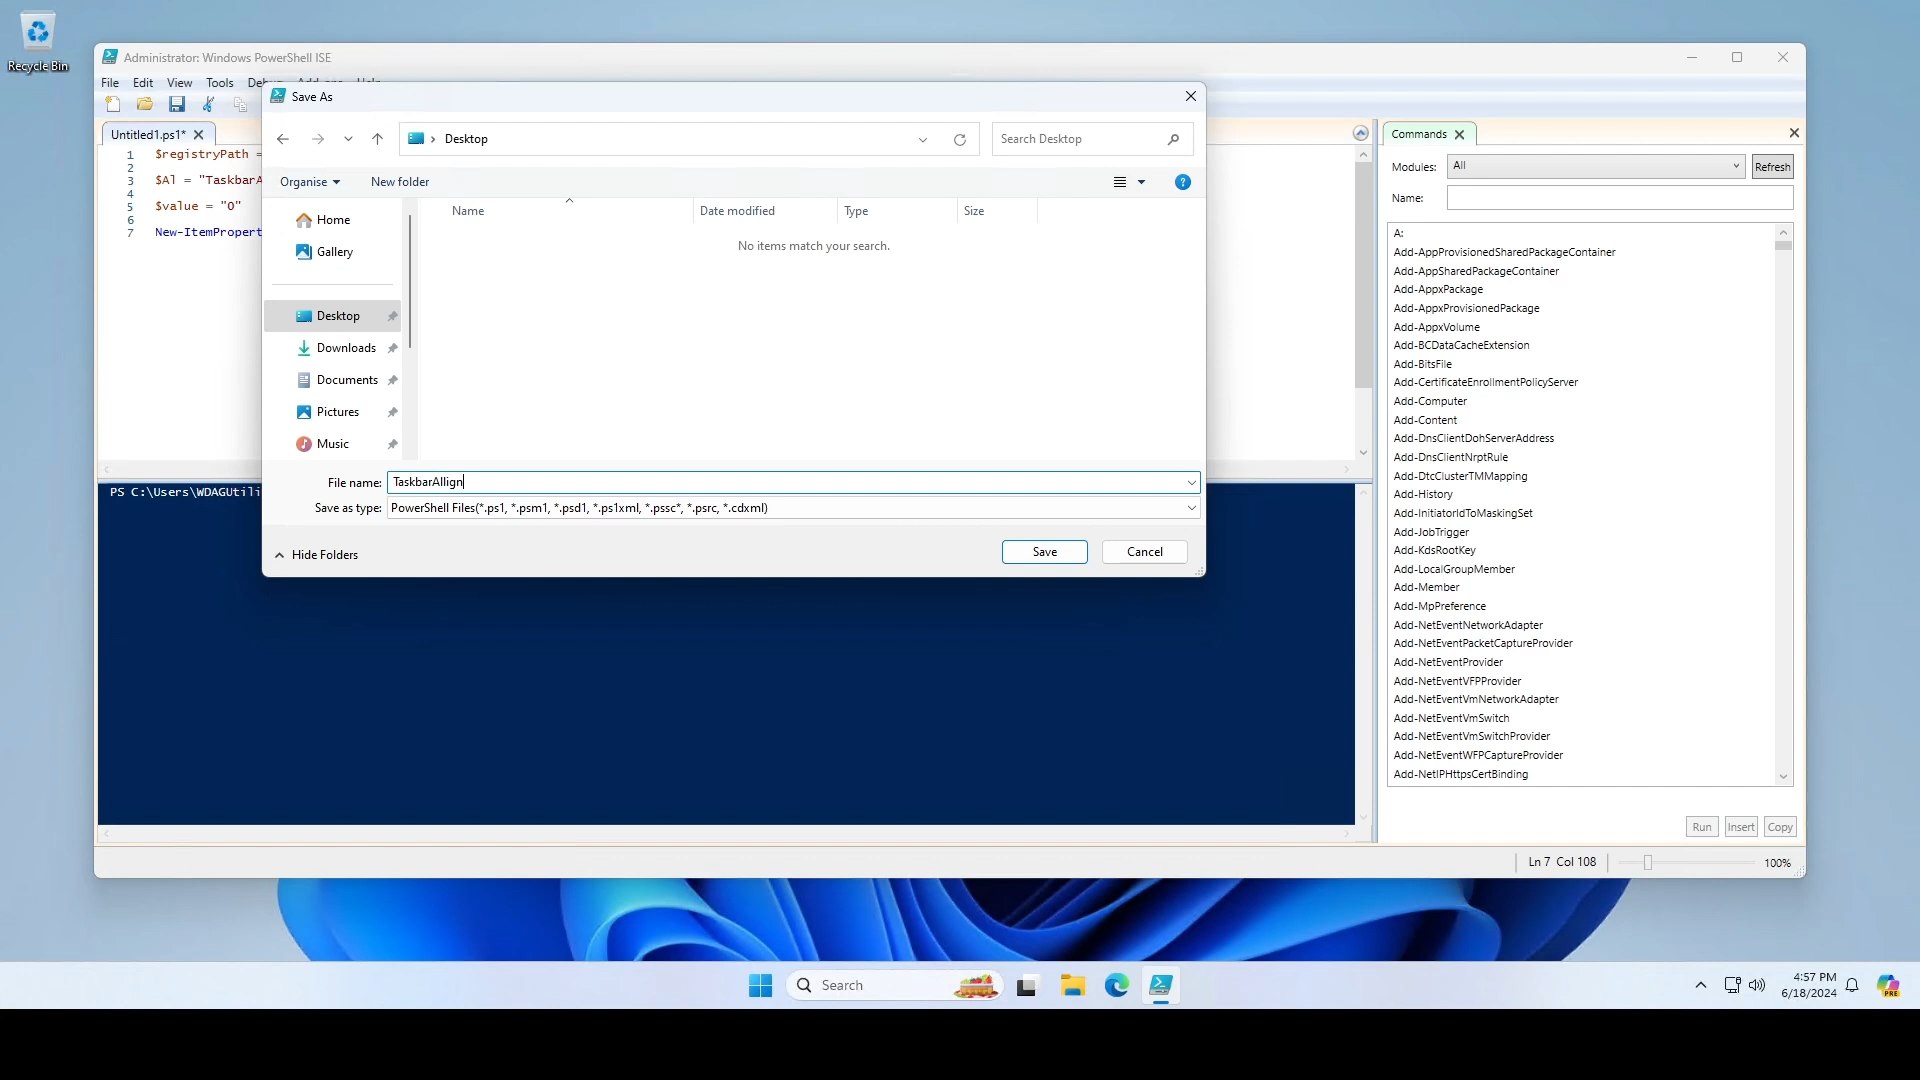 Recycle Bin
Administrator: Windows PowerShell ISE
File Edit View Tools
Untitled1.ps1*
1 $registryPath =
2
3 $Al = "TaskbarA
4
5 $value = "0"
6
7 New-ItemPropert
PS C:\Users\WDAGUtili
Save As
Desktop
Search Desktop
Organise New folder
Home
Gallery
Desktop
Downloads
Documents
Pictures
Music
Name Date modified Type Size
No items match your search.
File name: TaskbarAllign
Save as type: PowerShell Files(*.ps1, *.psm1, *.psd1, *.ps1xml, *.pssc*, *.psrc, *.cdxml)
Hide Folders
Save Cancel
Commands
Modules: All Refresh
Name:
A:
Add-AppProvisionedSharedPackageContainer
Add-AppSharedPackageContainer
Add-AppxPackage
Add-AppxProvisionedPackage
Add-AppxVolume
Add-BCDataCacheExtension
Add-BitsFile
Add-CertificateEnrollmentPolicyServer
Add-Computer
Add-Content
Add-DnsClientDohServerAddress
Add-DnsClientNrptRule
Add-DtcClusterTMMapping
Add-History
Add-InitiatorIdToMaskingSet
Add-JobTrigger
Add-KdsRootKey
Add-LocalGroupMember
Add-Member
Add-MpPreference
Add-NetEventNetworkAdapter
Add-NetEventPacketCaptureProvider
Add-NetEventProvider
Add-NetEventVFPProvider
Add-NetEventVmNetworkAdapter
Add-NetEventVmSwitch
Add-NetEventVmSwitchProvider
Add-NetEventWFPCaptureProvider
Add-NetIPHttpsCertBinding
Run Insert Copy
Ln 7 Col 108
100%
Search
4:57 PM
6/18/2024
PRE